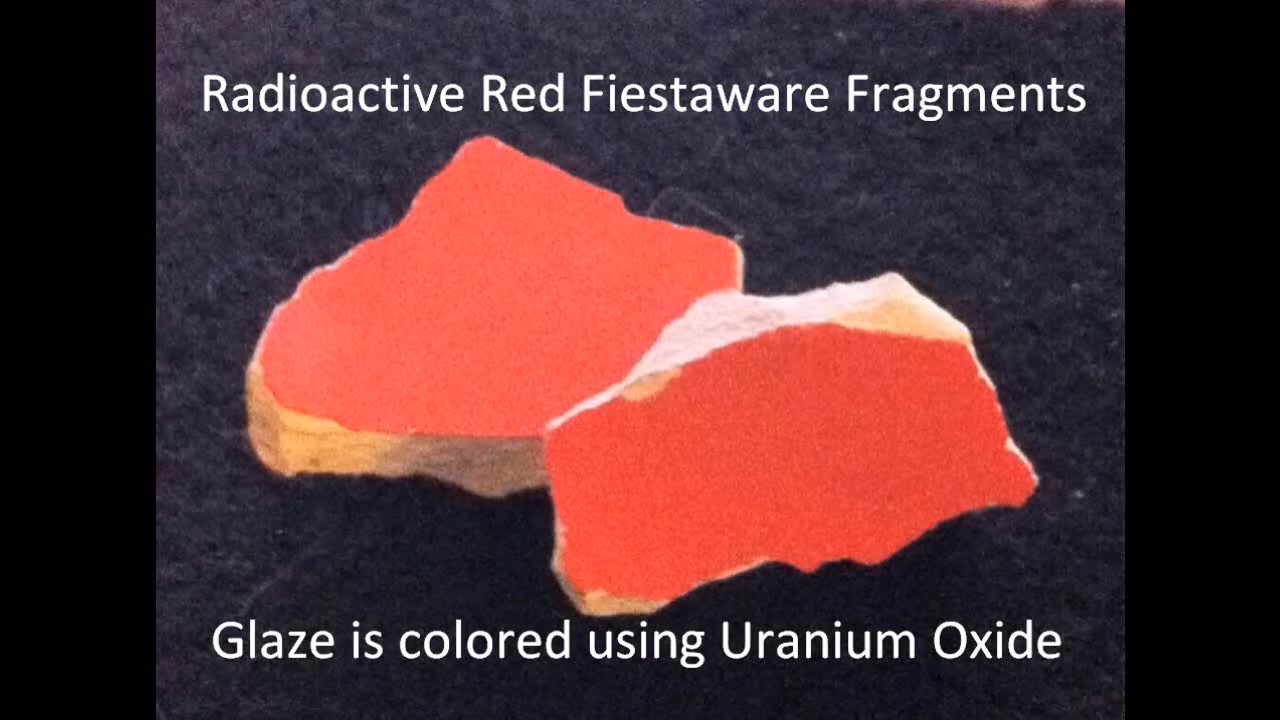 Radioactive Red Fiestaware Fragments
Glaze is colored using Uranium Oxide